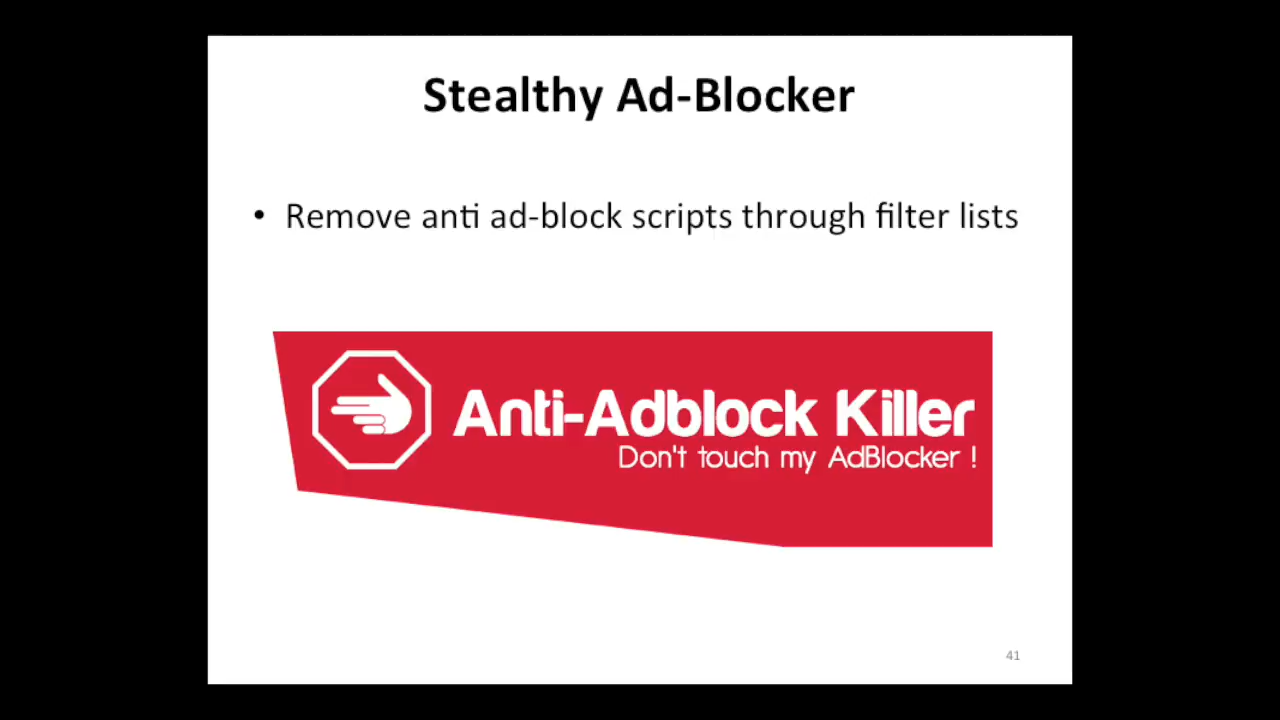 Stealthy Ad-Blocker
• Remove anti ad-block scripts through filter lists
Anti-Adblock Killer
Don't touch my AdBlocker !
41